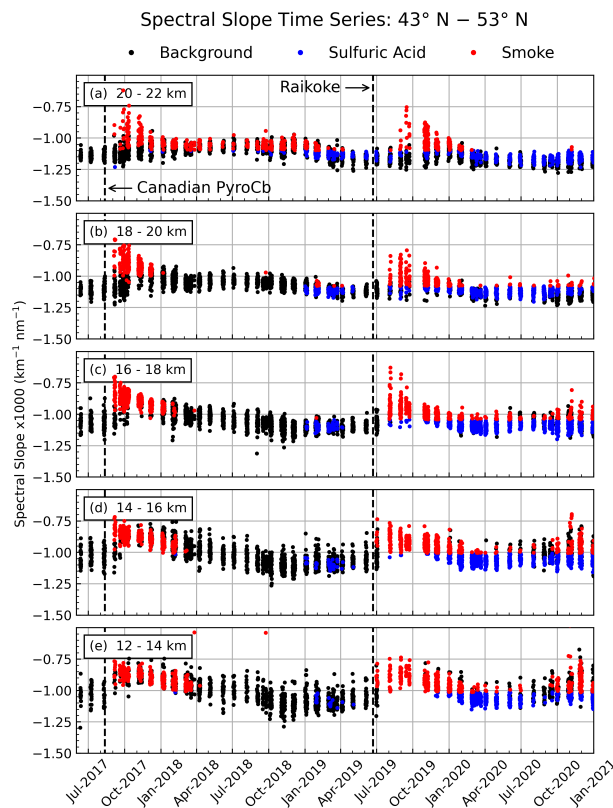 Spectral Slope Time Series: 43° N − 53° N
Background Sulfuric Acid Smoke
Spectral Slope x1000 (km⁻¹ nm⁻¹)
(a) 20 - 22 km
Raikoke
Canadian PyroCb
−0.75
−1.00
−1.25
−1.50
(b) 18 - 20 km
−0.75
−1.00
−1.25
−1.50
(c) 16 - 18 km
−0.75
−1.00
−1.25
−1.50
(d) 14 - 16 km
−0.75
−1.00
−1.25
−1.50
(e) 12 - 14 km
−0.75
−1.00
−1.25
−1.50
Jul-2017 Oct-2017 Jan-2018 Apr-2018 Jul-2018 Oct-2018 Jan-2019 Apr-2019 Jul-2019 Oct-2019 Jan-2020 Apr-2020 Jul-2020 Oct-2020 Jan-202